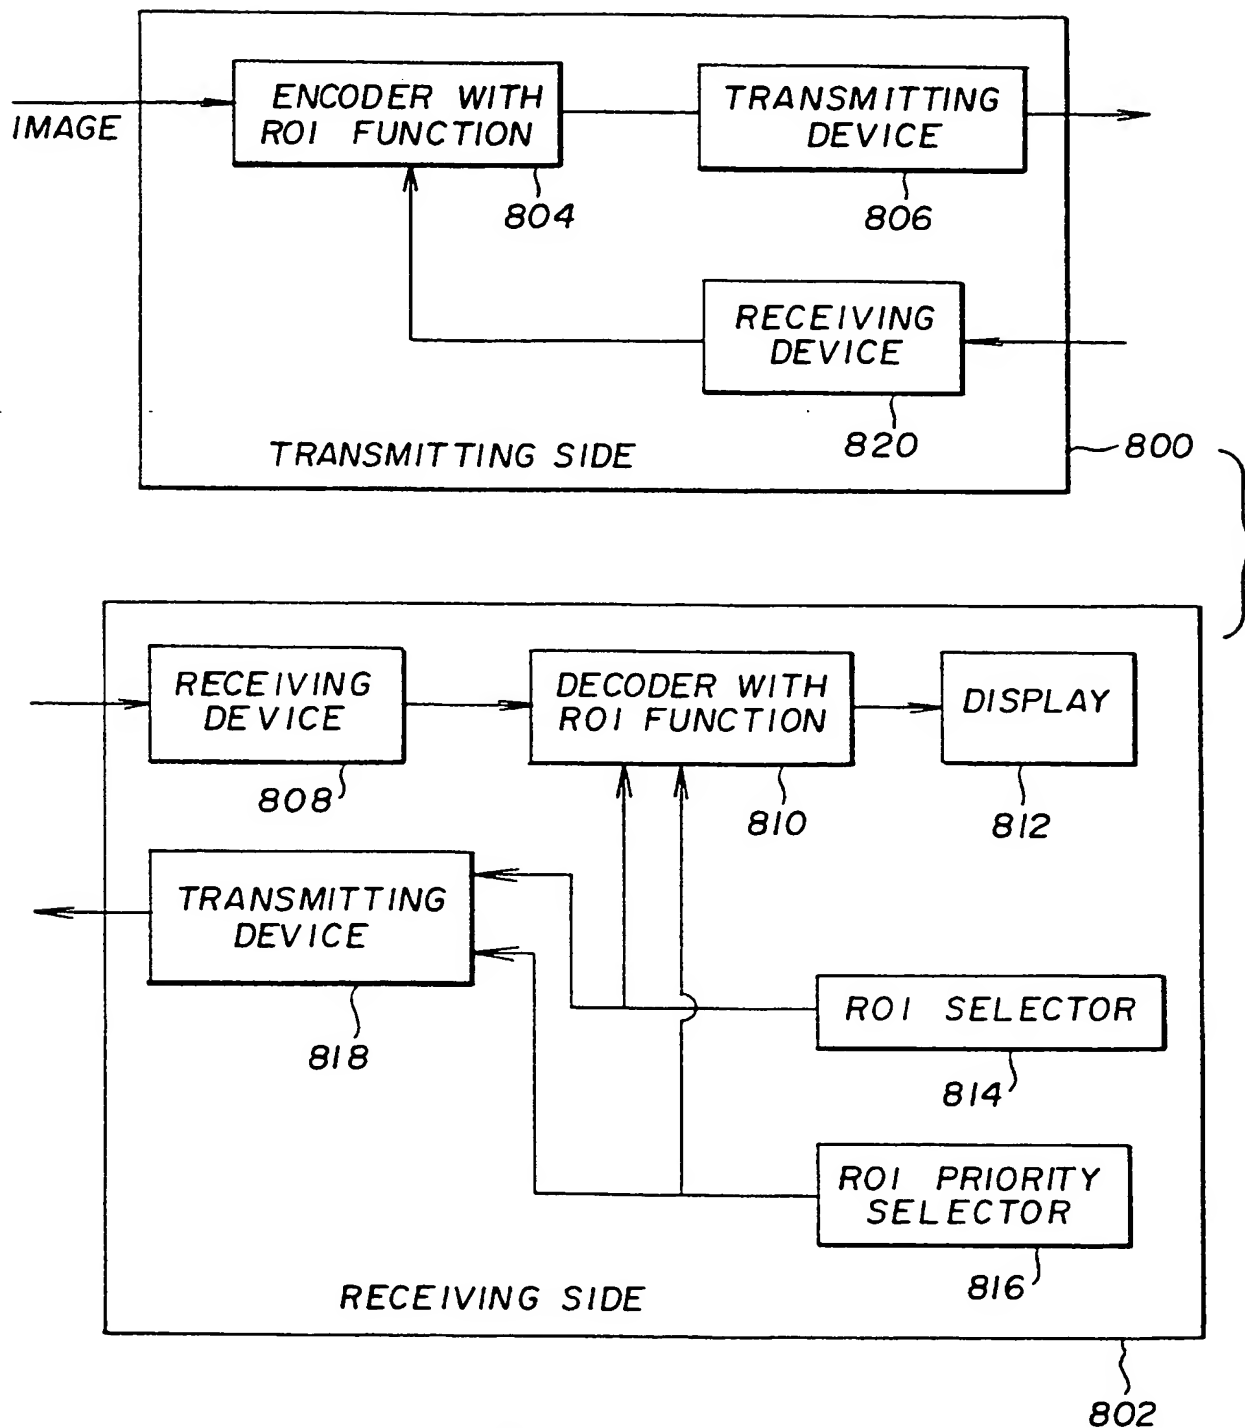 IMAGE
ENCODER WITH
ROI FUNCTION
804
TRANSMITTING
DEVICE
806
RECEIVING
DEVICE
820
TRANSMITTING SIDE
800
RECEIVING
DEVICE
808
DECODER WITH
ROI FUNCTION
810
DISPLAY
812
TRANSMITTING
DEVICE
818
ROI SELECTOR
814
ROI PRIORITY
SELECTOR
816
RECEIVING SIDE
802